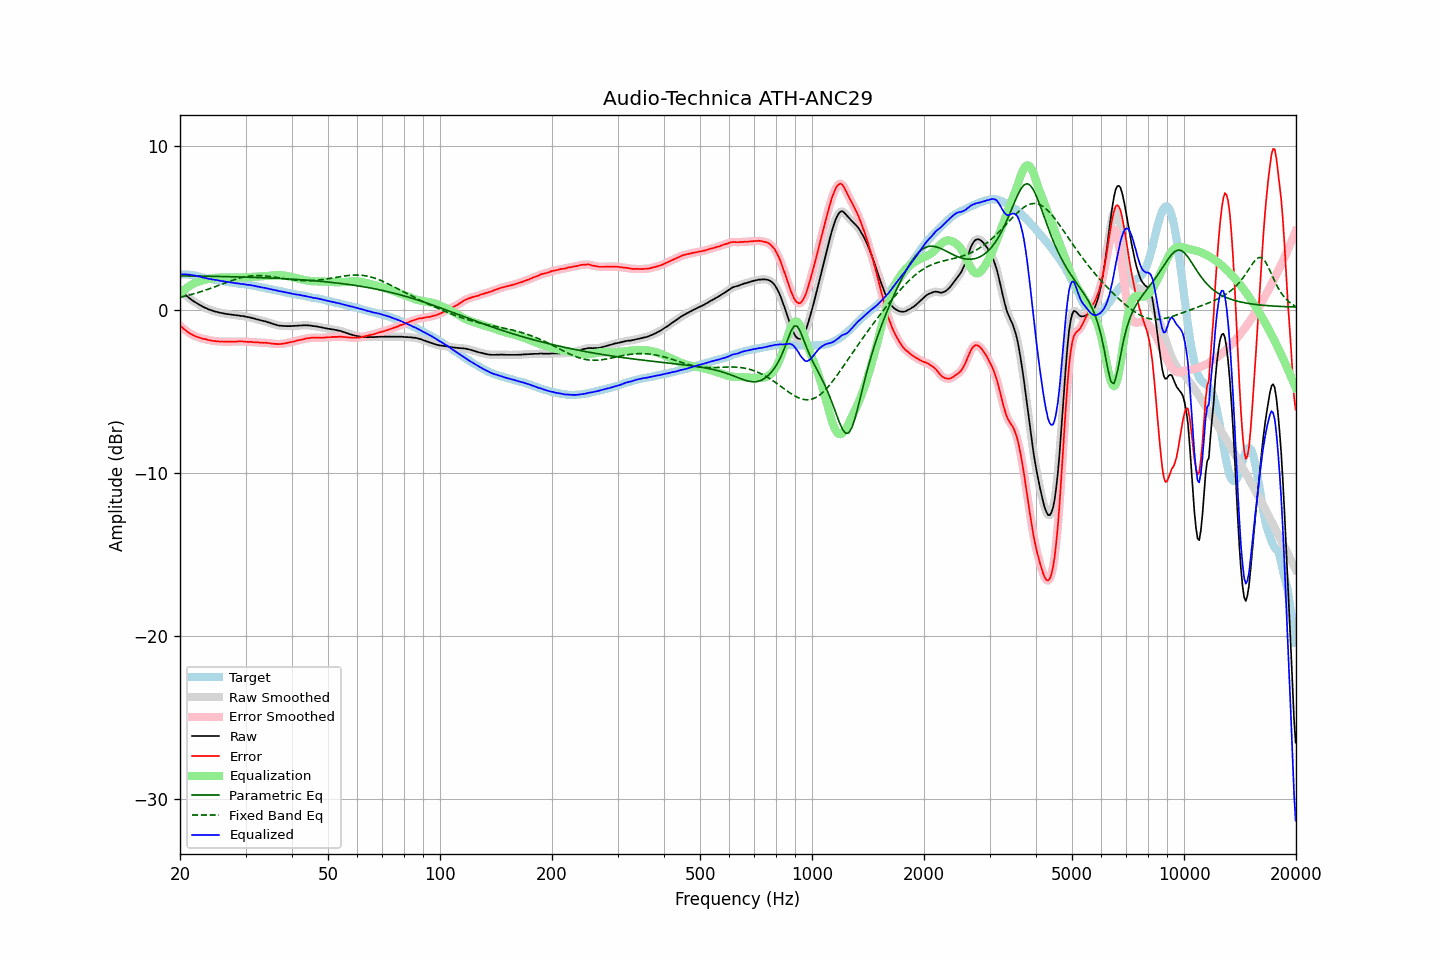 Audio-Technica ATH-ANC29
10
0
−10
−20
−30
Amplitude (dBr)
Target
Raw Smoothed
Error Smoothed
Raw
Error
Equalization
Parametric Eq
Fixed Band Eq
Equalized
20 50 100 200 500 1000 2000 5000 10000 20000
Frequency (Hz)